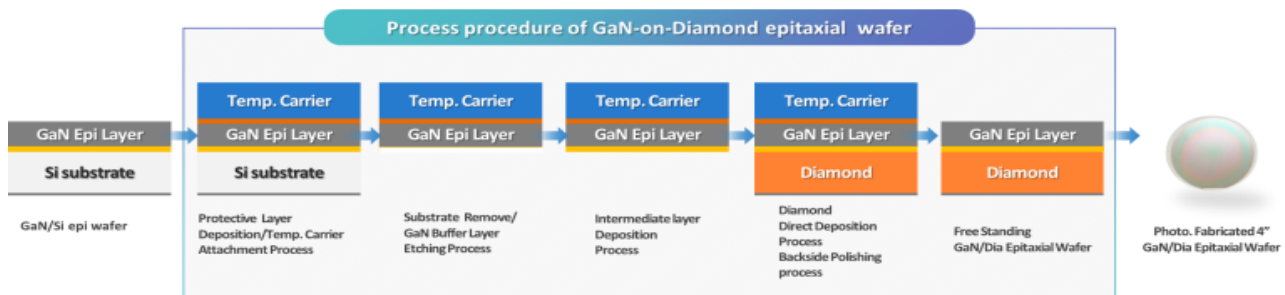 Process procedure of GaN-on-Diamond epitaxial wafer
GaN Epi Layer
Si substrate
GaN/Si epi wafer
Temp. Carrier
GaN Epi Layer
Si substrate
Protective Layer
Deposition/Temp. Carrier
Attachment Process
Temp. Carrier
GaN Epi Layer
Substrate Remove/
GaN Buffer Layer
Etching Process
Temp. Carrier
GaN Epi Layer
Intermediate layer
Deposition
Process
Temp. Carrier
GaN Epi Layer
Diamond
Diamond
Direct Deposition
Process
Backside Polishing
process
GaN Epi Layer
Diamond
Free Standing
GaN/Dia Epitaxial Wafer
Photo. Fabricated 4"
GaN/Dia Epitaxial Wafer